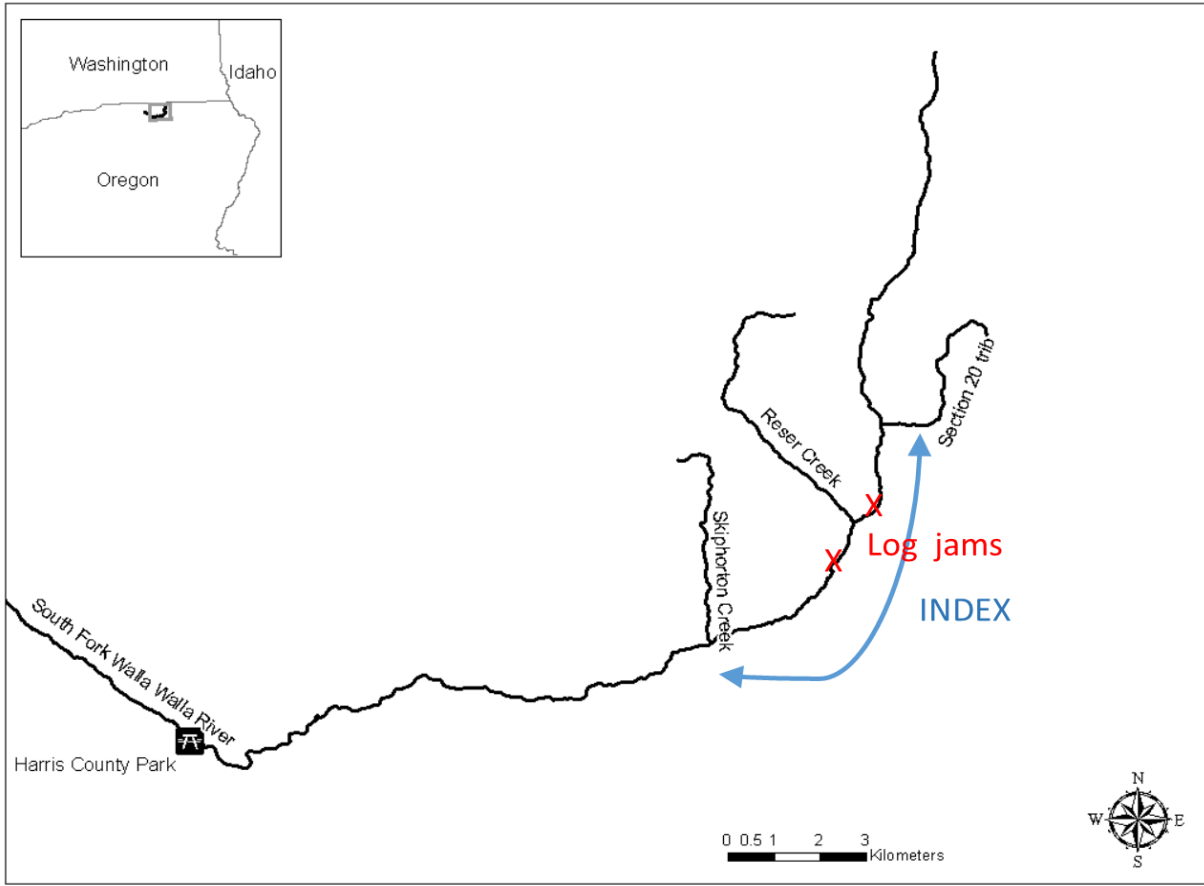 Washington
Idaho
Oregon
Section 20 trib
Reser Creek
Skiphorton Creek
X
Log jams
X
INDEX
South Fork Walla Walla River
Harris County Park
N
W
E
S
0 0.5 1 2 3
Kilometers